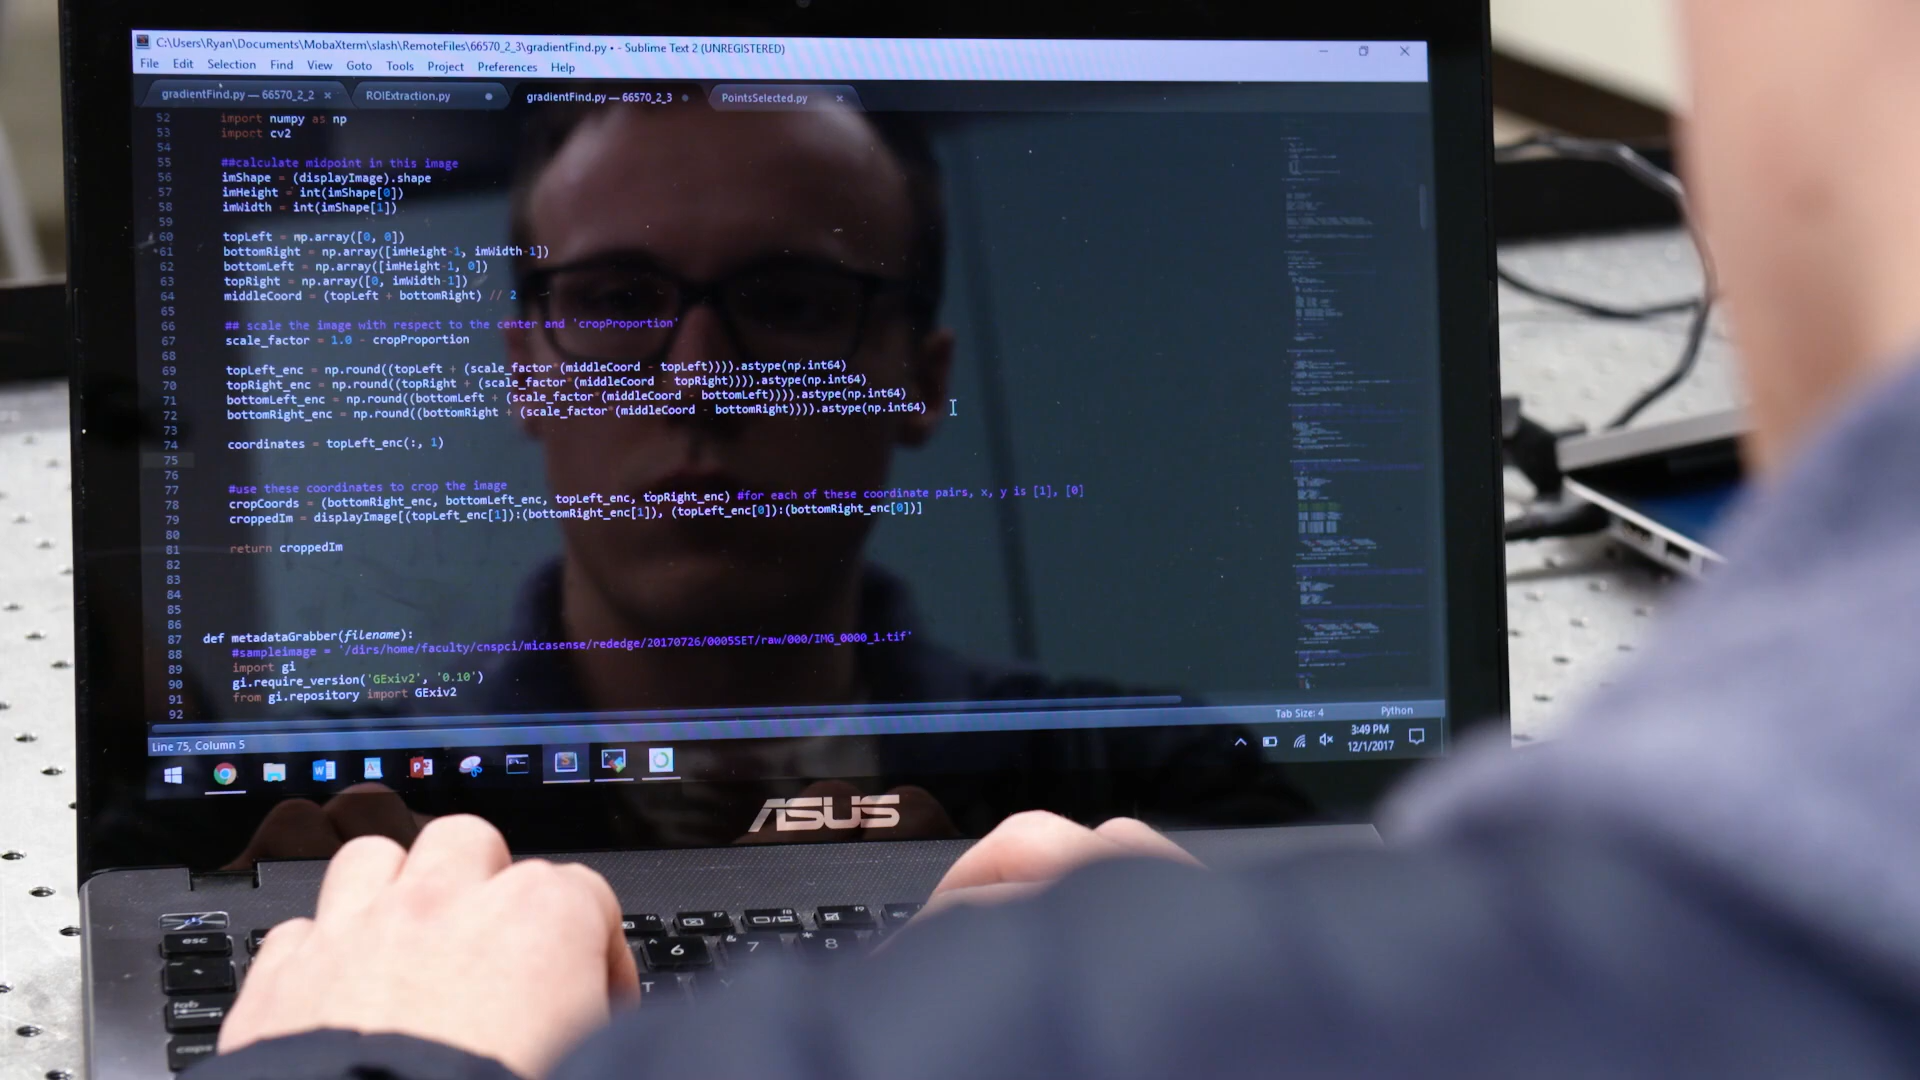 C:\Users\Ryan\Documents\MobaXterm\slash\RemoteFiles\66570_2_3\gradientFind.py • - Sublime Text 2 (UNREGISTERED)
File Edit Selection Find View Goto Tools Project Preferences Help
gradientFind.py — 66570_2_2 ROIExtraction.py gradientFind.py — 66570_2_3 PointsSelected.py
52 import numpy as np
53 import cv2
54
55 ##calculate midpoint in this image
56 imShape = (displayImage).shape
57 imHeight = int(imShape[0])
58 imWidth = int(imShape[1])
59
60 topLeft = np.array([0, 0])
61 bottomRight = np.array([imHeight-1, imWidth-1])
62 bottomLeft = np.array([imHeight-1, 0])
63 topRight = np.array([0, imWidth-1])
64 middleCoord = (topLeft + bottomRight) // 2
65
66 ## scale the image with respect to the center and 'cropProportion'
67 scale_factor = 1.0 - cropProportion
68
69 topLeft_enc = np.round((topLeft + (scale_factor*(middleCoord - topLeft)))).astype(np.int64)
70 topRight_enc = np.round((topRight + (scale_factor*(middleCoord - topRight)))).astype(np.int64)
71 bottomLeft_enc = np.round((bottomLeft + (scale_factor*(middleCoord - bottomLeft)))).astype(np.int64)
72 bottomRight_enc = np.round((bottomRight + (scale_factor*(middleCoord - bottomRight)))).astype(np.int64)
73
74 coordinates = topLeft_enc(:, 1)
75
76
77 #use these coordinates to crop the image
78 cropCoords = (bottomRight_enc, bottomLeft_enc, topLeft_enc, topRight_enc) #for each of these coordinate pairs, x, y is [1], [0]
79 croppedIm = displayImage[(topLeft_enc[1]):(bottomRight_enc[1]), (topLeft_enc[0]):(bottomRight_enc[0])]
80
81 return croppedIm
82
83
84
85
86
87 def metadataGrabber(filename):
88 #sampleimage = '/dirs/home/faculty/cnspci/micasense/rededge/20170726/0005SET/raw/000/IMG_0000_1.tif'
89 import gi
90 gi.require_version('GExiv2', '0.10')
91 from gi.repository import GExiv2
92
Line 75, Column 5 Tab Size: 4 Python
3:49 PM
12/1/2017
ASUS
f6 f7 f8 f9
esc
^ 6 & 7 * 8
tab T
caps